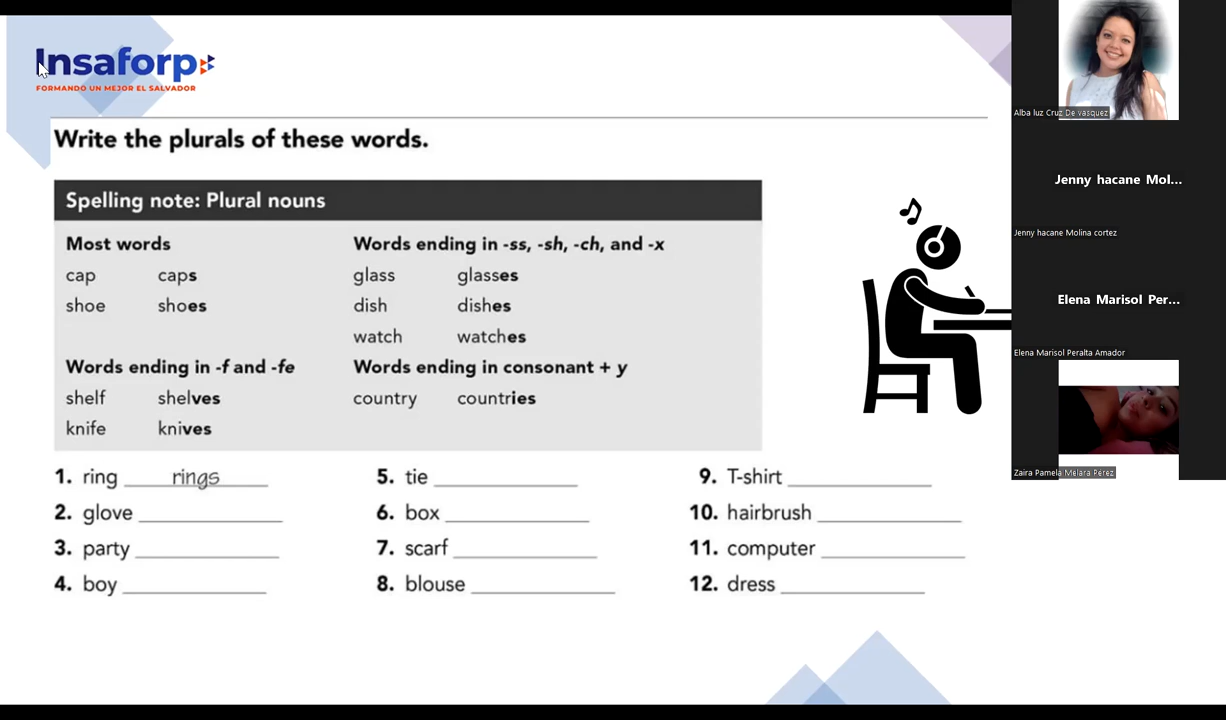 Insaforp
FORMANDO UN MEJOR EL SALVADOR
Write the plurals of these words.
Spelling note: Plural nouns
Most words
cap caps
shoe shoes
Words ending in -f and -fe
shelf shelves
knife knives
Words ending in -ss, -sh, -ch, and -x
glass glasses
dish dishes
watch watches
Words ending in consonant + y
country countries
1. ring rings
2. glove
3. party
4. boy
5. tie
6. box
7. scarf
8. blouse
9. T-shirt
10. hairbrush
11. computer
12. dress
Alba luz Cruz De vasquez
Jenny hacane Mol...
Jenny hacane Molina cortez
Elena Marisol Per...
Elena Marisol Peralta Amador
Zaira Pamela Melara Perez